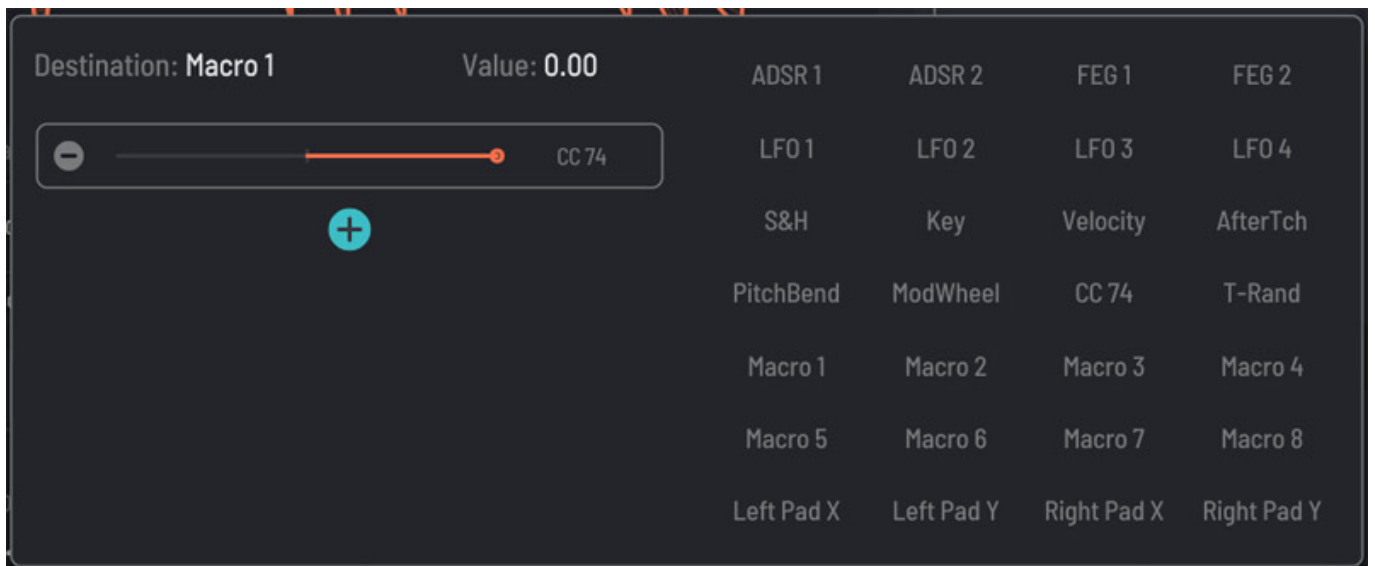 Destination: Macro 1 Value: 0.00
CC 74
ADSR 1 ADSR 2 FEG 1 FEG 2
LFO 1 LFO 2 LFO 3 LFO 4
S&H Key Velocity AfterTch
PitchBend ModWheel CC 74 T-Rand
Macro 1 Macro 2 Macro 3 Macro 4
Macro 5 Macro 6 Macro 7 Macro 8
Left Pad X Left Pad Y Right Pad X Right Pad Y